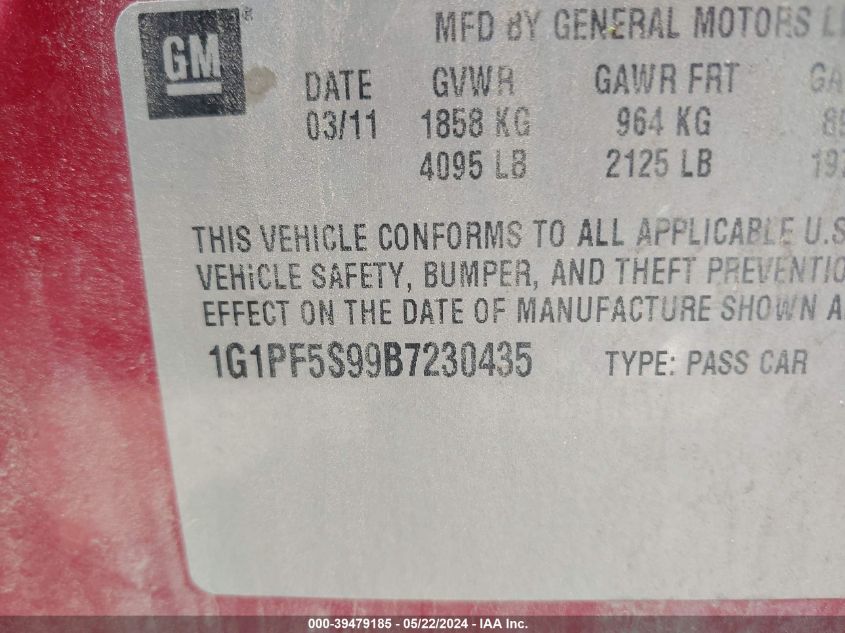 GM
MFD BY GENERAL MOTORS
DATE GVWR GAWR FRT
03/11 1858 KG 964 KG
4095 LB 2125 LB
THIS VEHICLE CONFORMS TO ALL APPLICABLE U.S
VEHICLE SAFETY, BUMPER, AND THEFT PREVENTIO
EFFECT ON THE DATE OF MANUFACTURE SHOWN A
1G1PF5S99B7230435 TYPE: PASS CAR
000-39479185 - 05/22/2024 - IAA Inc.